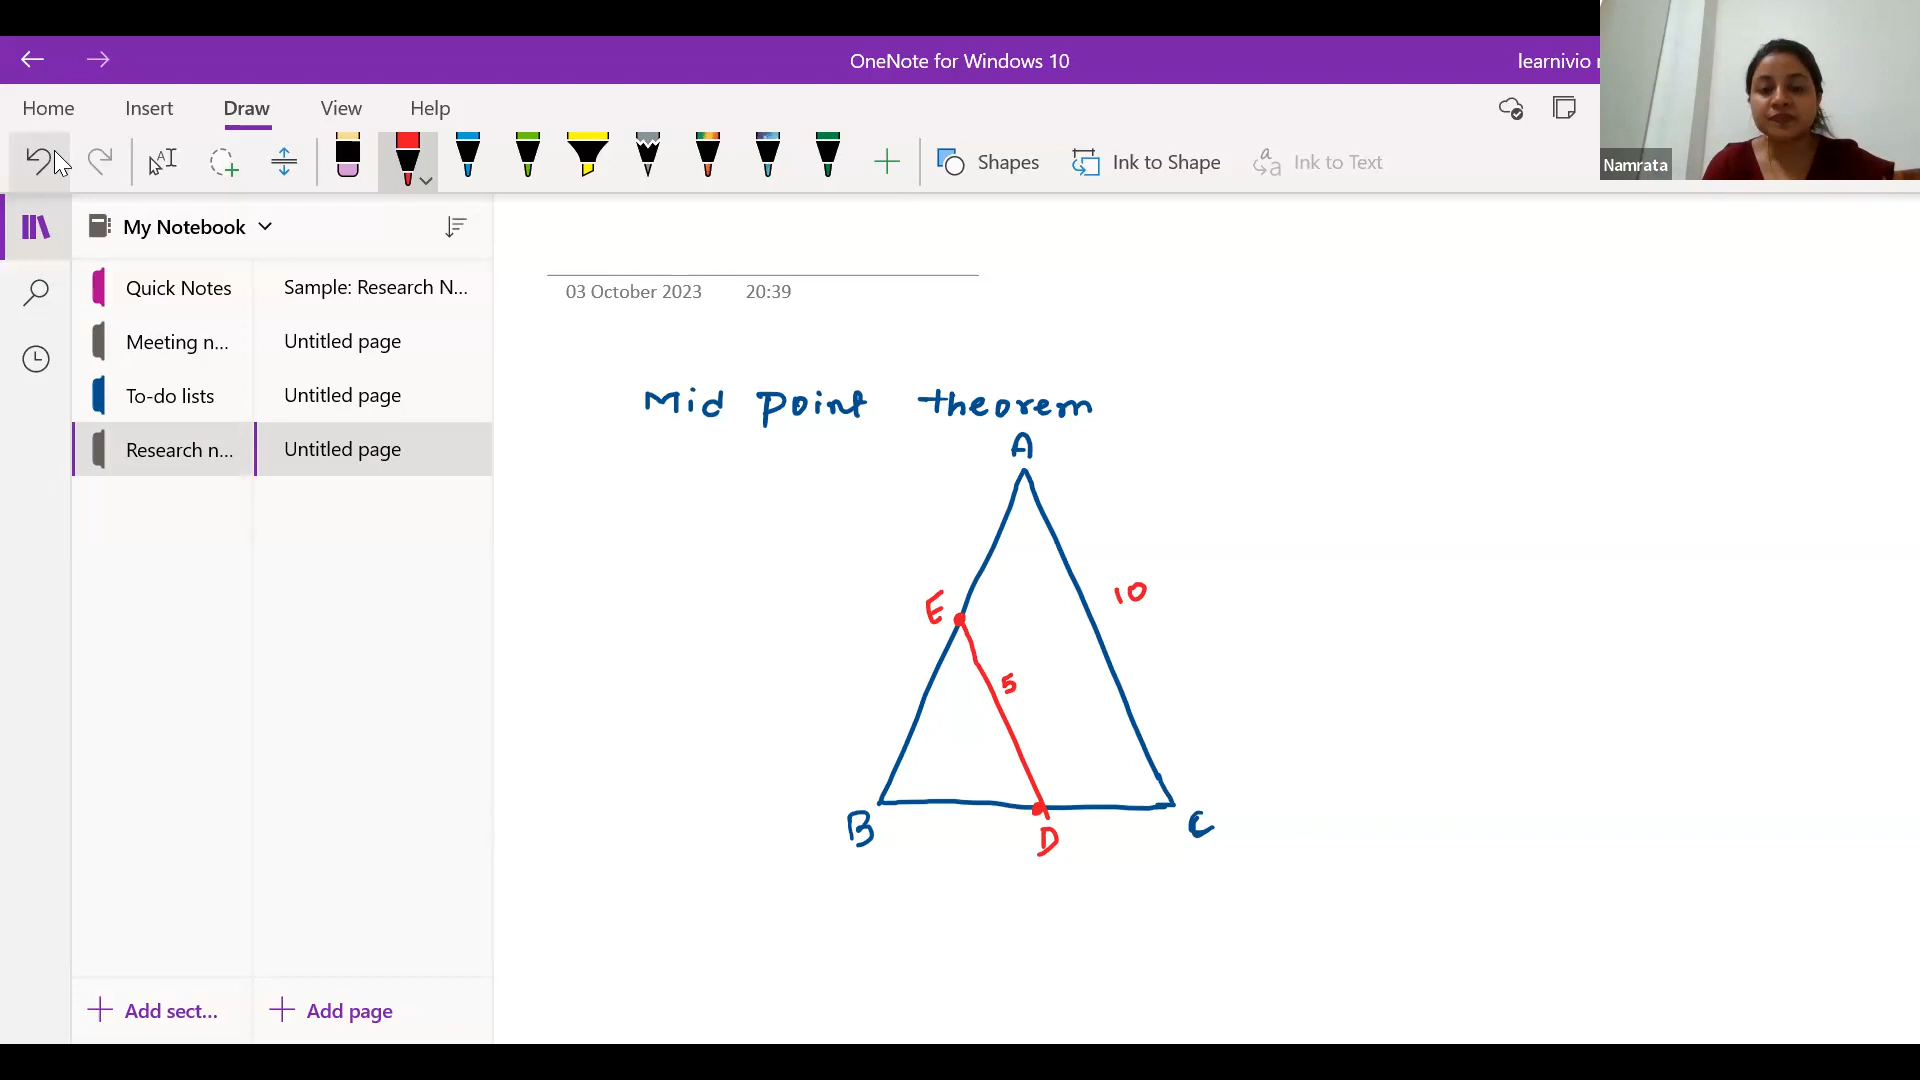 OneNote for Windows 10
learnivio
Home Insert Draw View Help
Shapes Ink to Shape Ink to Text
Namrata
My Notebook
Quick Notes
Meeting n...
To-do lists
Research n...
Sample: Research N...
Untitled page
Untitled page
Untitled page
03 October 2023 20:39
Mid point theorem
A
E
10
5
B
D
C
Add sect...
Add page